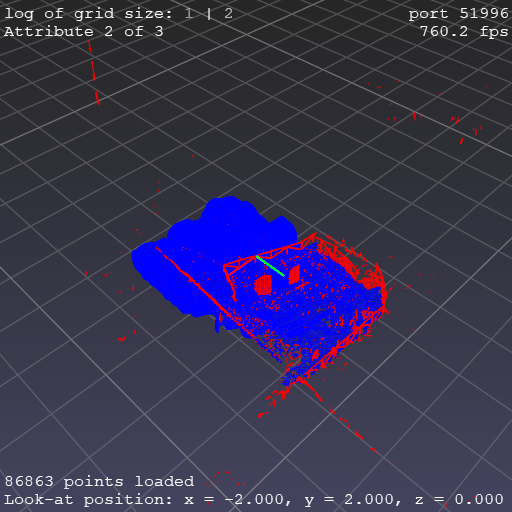 log of grid size: 1 | 2
port 51996
Attribute 2 of 3
760.2 fps
86863 points loaded
Look-at position: x = -2.000, y = 2.000, z = 0.000